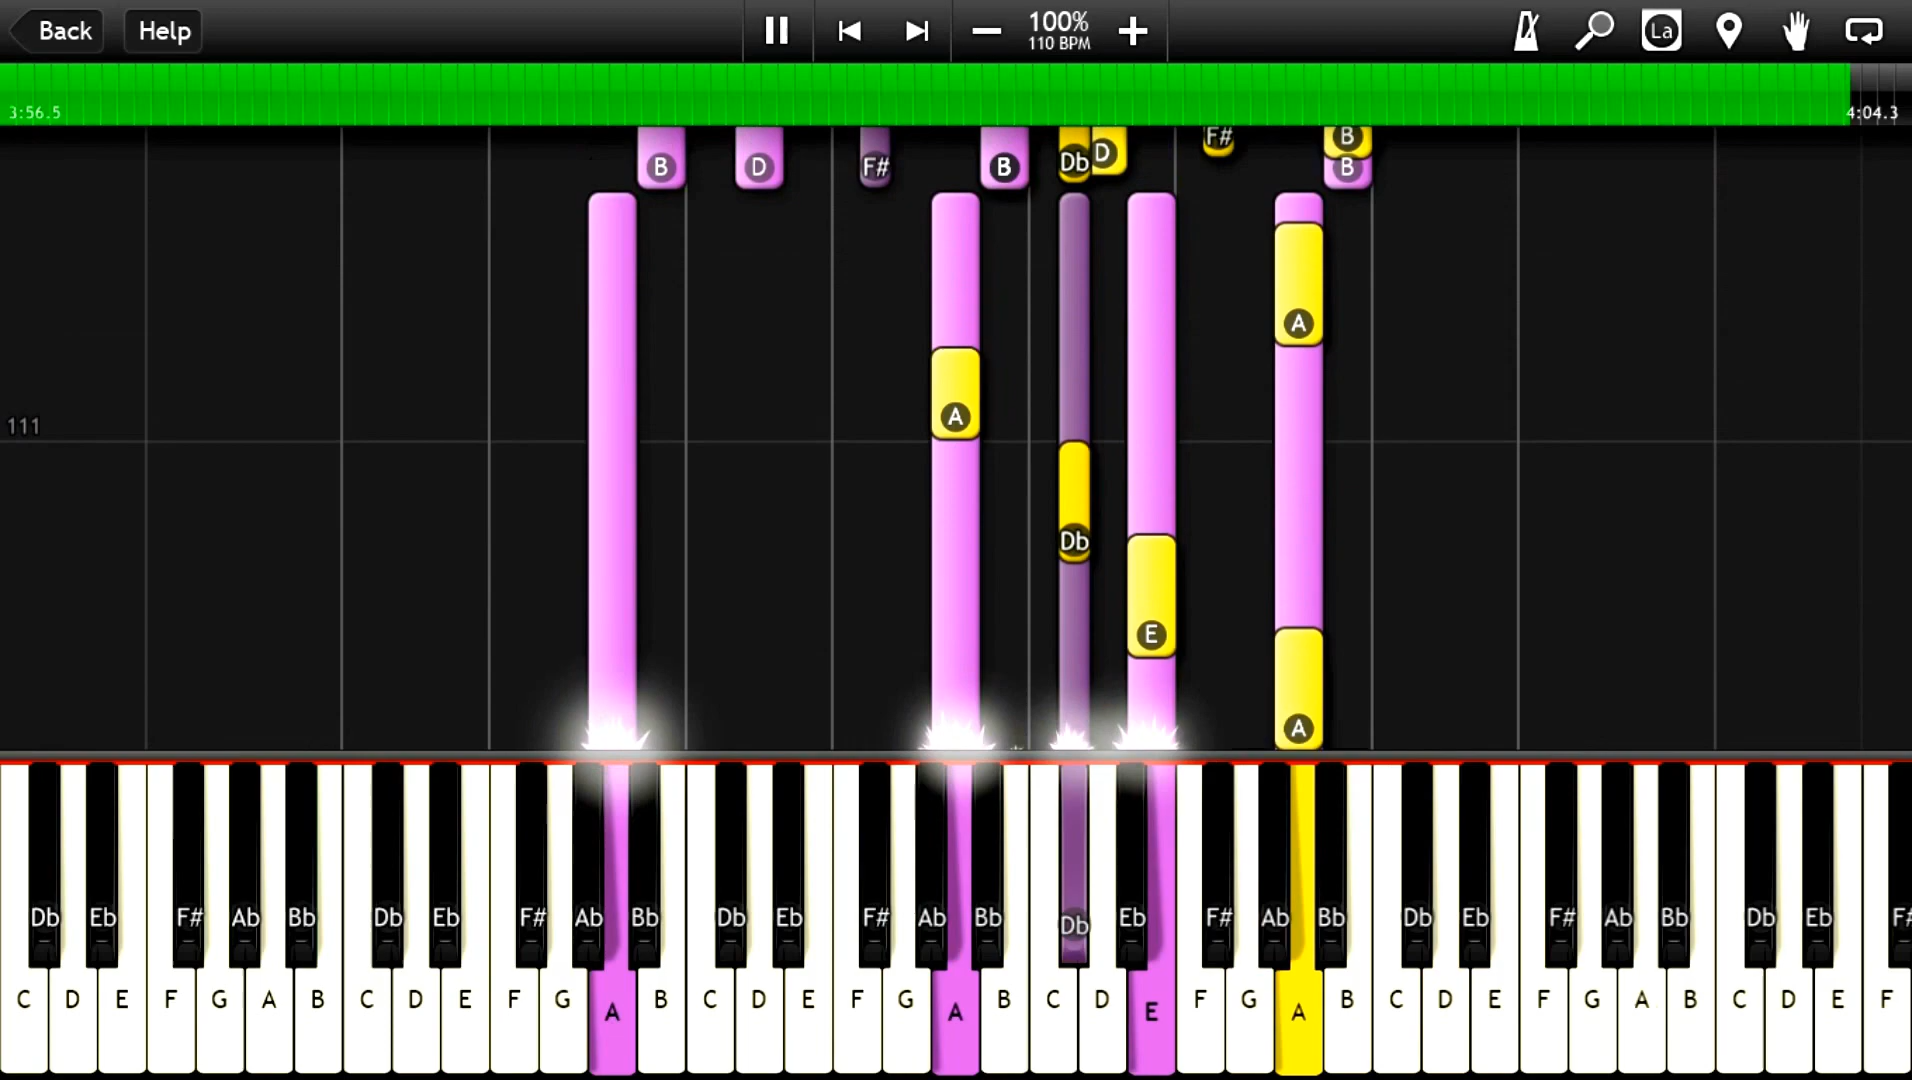 Back Help 100% La
110 BPM
3:56.5 4:04.3
F# B
B D F# B Db D B
A
A
111
Db
E
A
Db Eb F# Ab Bb Db Eb F# Ab Bb Db Eb F# Ab Bb Db Eb F# Ab Bb Db Eb F# Ab Bb Db Eb F#
C D E F G A B C D E F G A B C D E F G A B C D E F G A B C D E F G A B C D E F